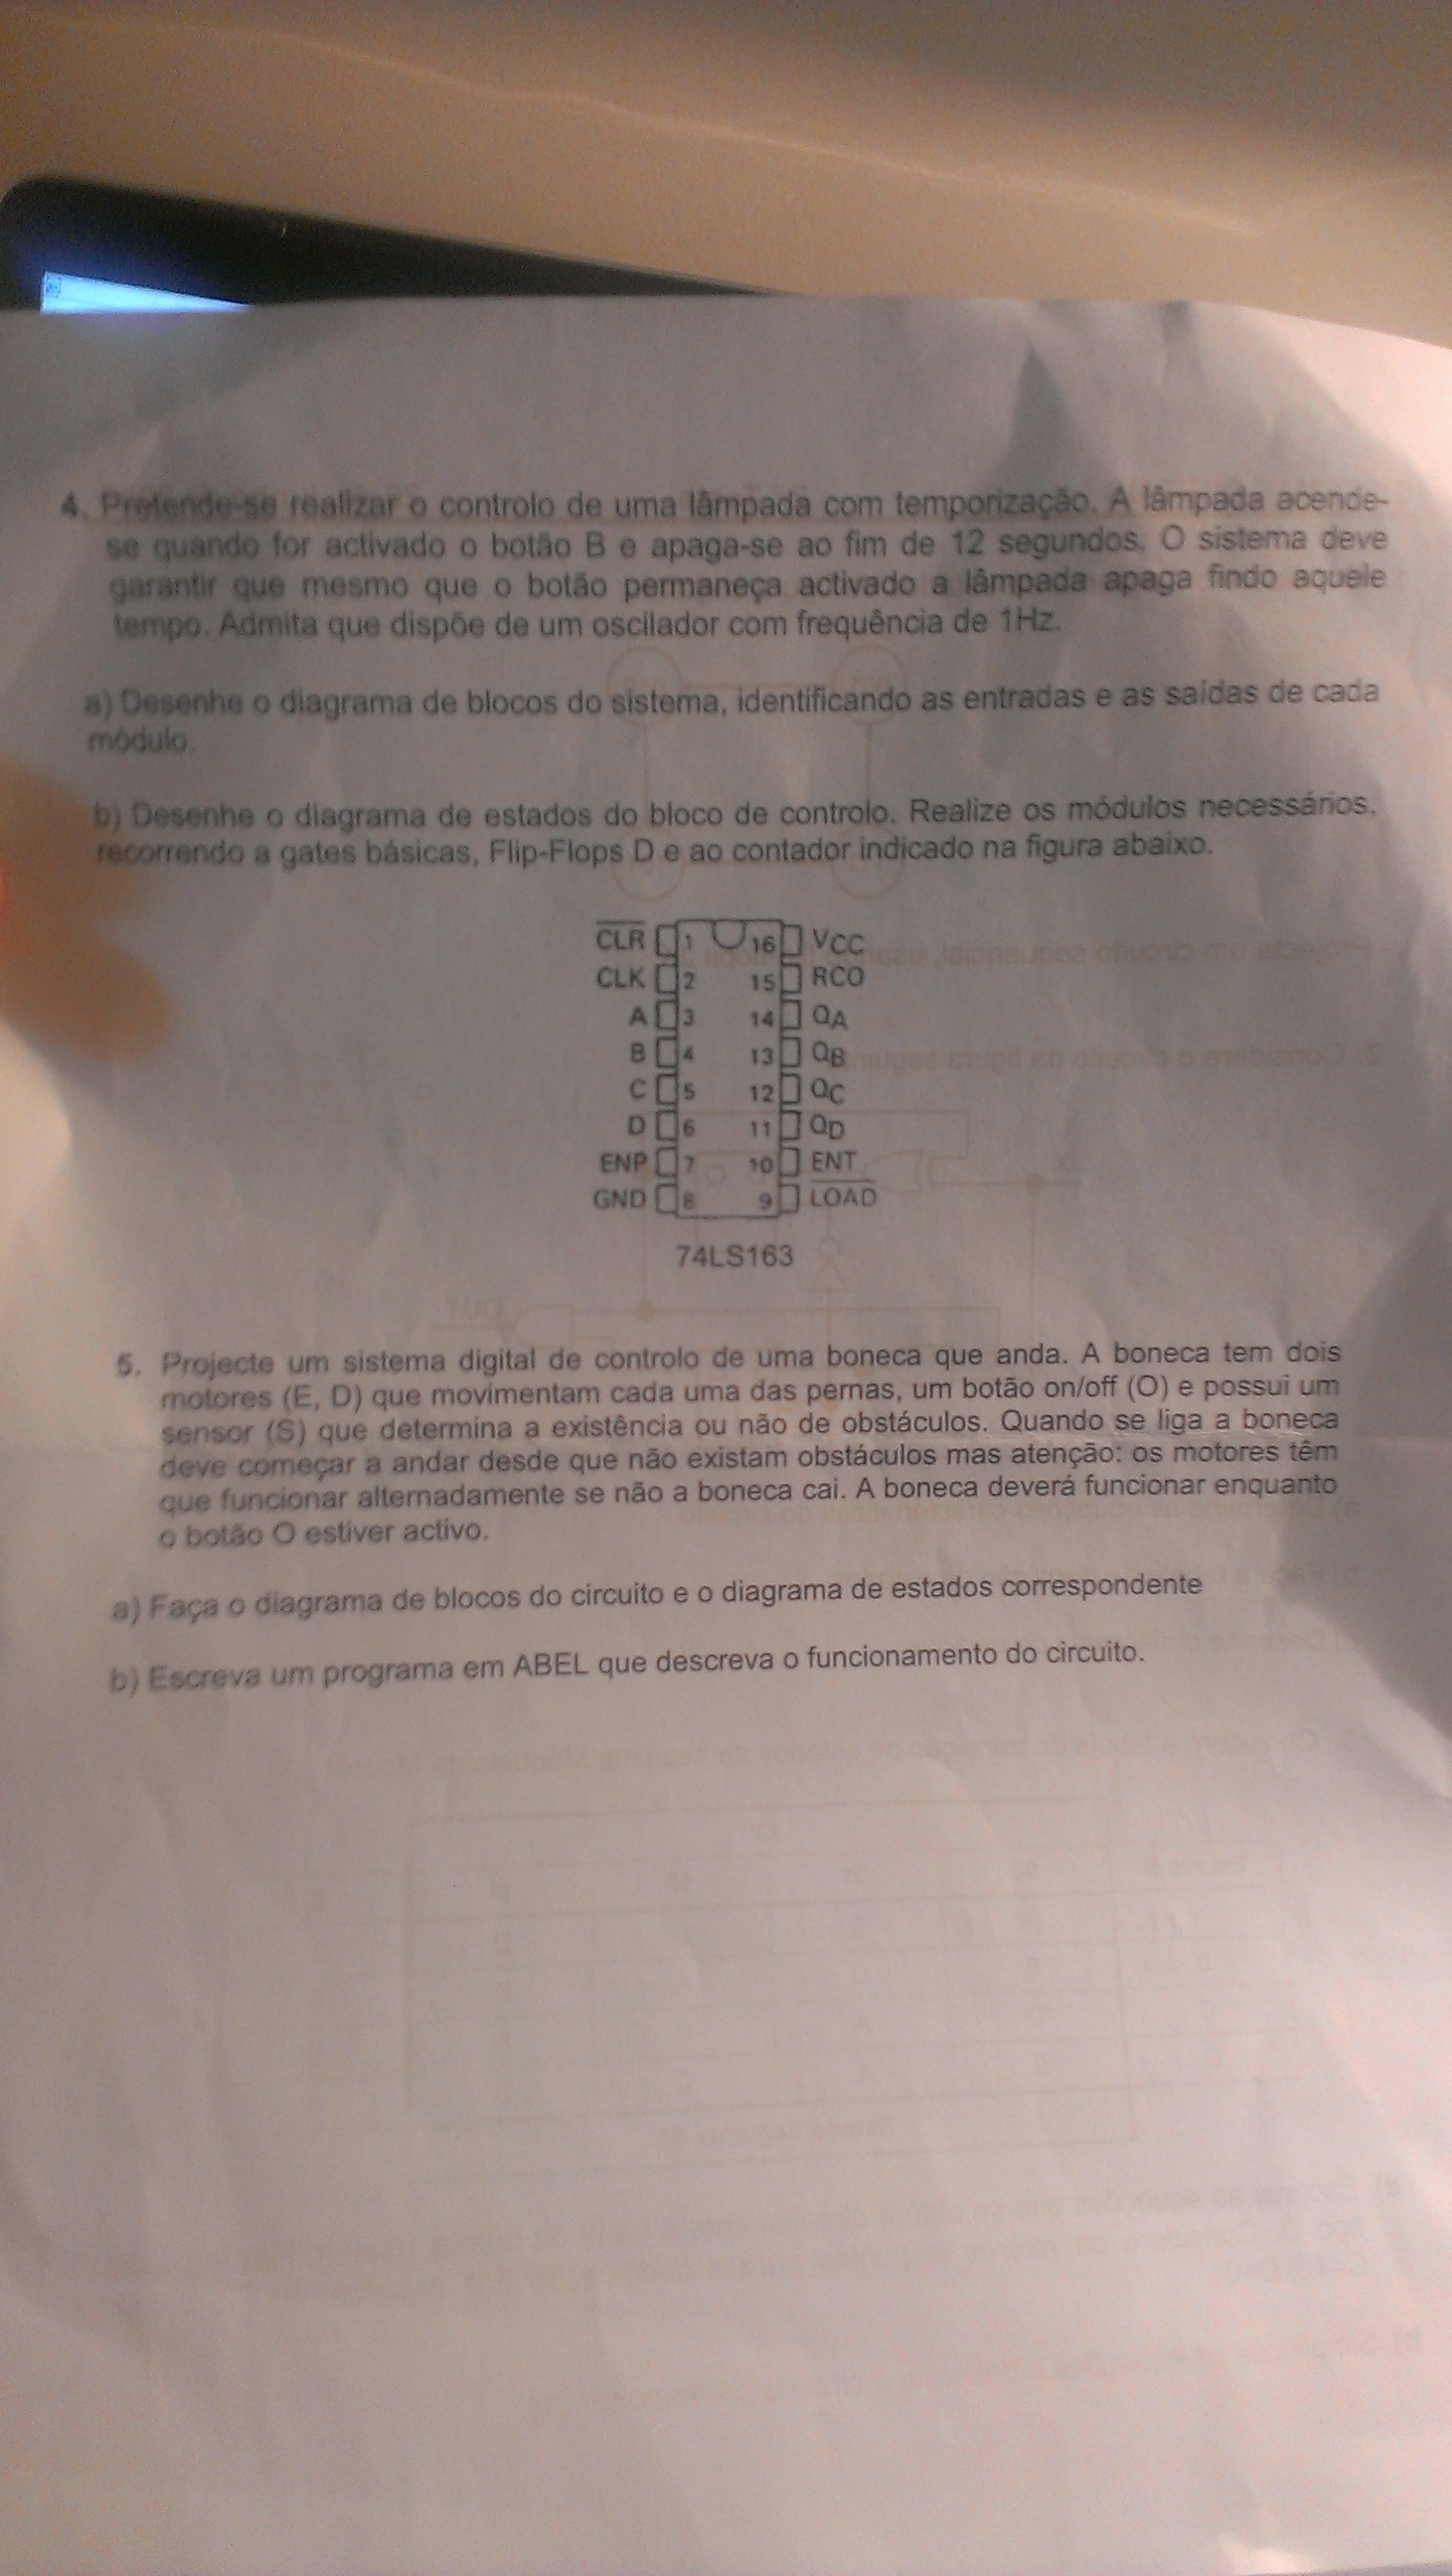 4. Pretende-se realizar o controlo de uma lâmpada com temporização. A lâmpada acende-
se quando for activado o botão B e apaga-se ao fim de 12 segundos. O sistema deve
garantir que mesmo que o botão permaneça activado a lâmpada apaga findo aquele
tempo. Admita que dispõe de um oscilador com frequência de 1Hz.
a) Desenhe o diagrama de blocos do sistema, identificando as entradas e as saídas de cada
módulo.
b) Desenhe o diagrama de estados do bloco de controlo. Realize os módulos necessários,
recorrendo a gates básicas, Flip-Flops D e ao contador indicado na figura abaixo.
CLR 1 16 VCC
CLK 2 15 RCO
A 3 14 QA
B 4 13 QB
C 5 12 QC
D 6 11 QD
ENP 7 10 ENT
GND 8 9 LOAD
74LS163
5. Projecte um sistema digital de controlo de uma boneca que anda. A boneca tem dois
motores (E, D) que movimentam cada uma das pernas, um botão on/off (O) e possui um
sensor (S) que determina a existência ou não de obstáculos. Quando se liga a boneca
deve começar a andar desde que não existam obstáculos mas atenção: os motores têm
que funcionar alternadamente se não a boneca cai. A boneca deverá funcionar enquanto
o botão O estiver activo.
a) Faça o diagrama de blocos do circuito e o diagrama de estados correspondente
b) Escreva um programa em ABEL que descreva o funcionamento do circuito.